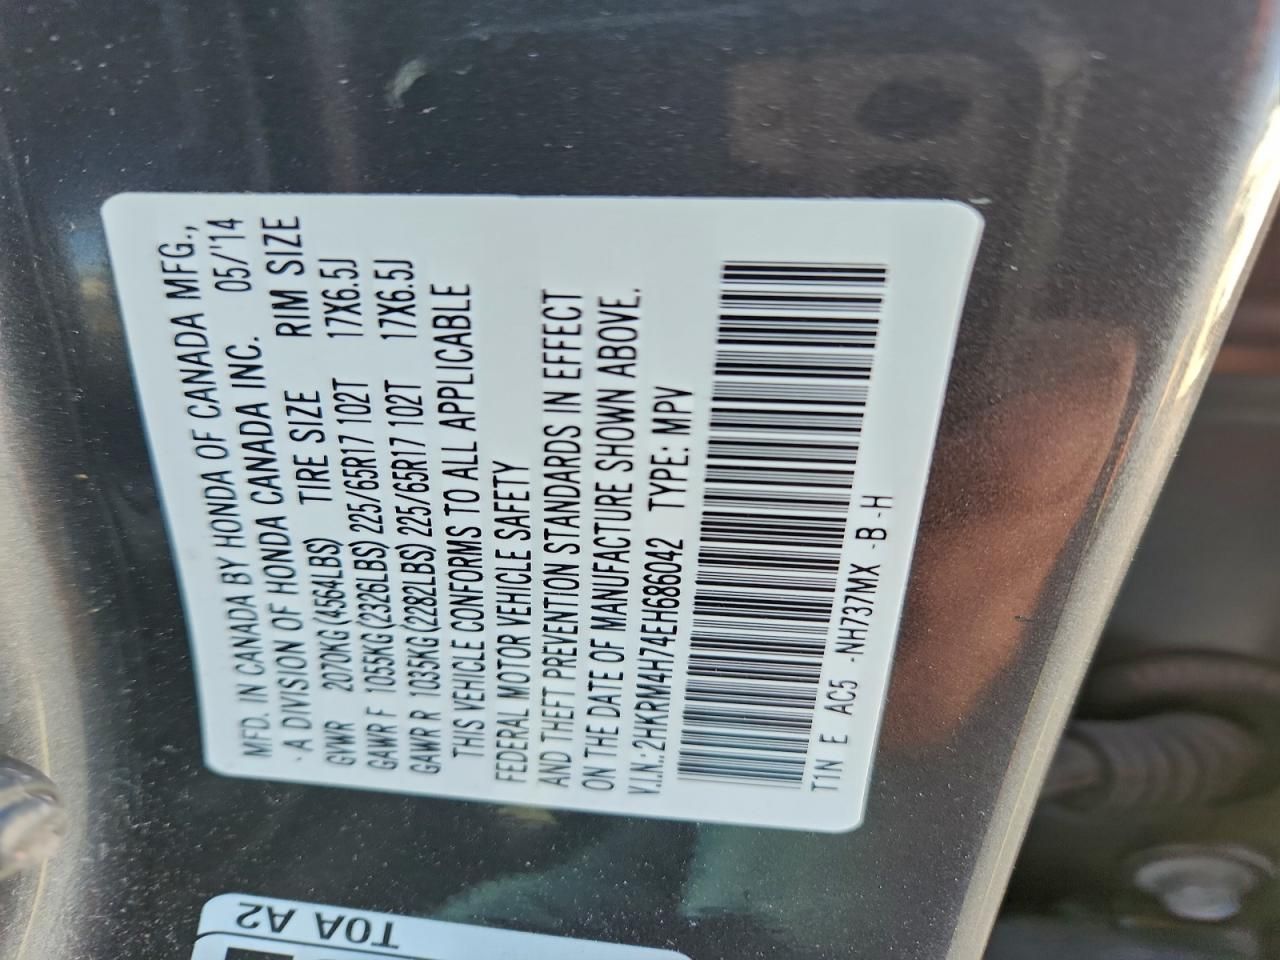 MFD. IN CANADA BY HONDA OF CANADA MFG.,
- A DIVISION OF HONDA CANADA INC. 05/'14
GVWR 2070KG (4564LBS) TIRE SIZE RIM SIZE
GAWR F 1055KG (2326LBS) 225/65R17 102T 17X6.5J
GAWR R 1035KG (2282LBS) 225/65R17 102T 17X6.5J
THIS VEHICLE CONFORMS TO ALL APPLICABLE
FEDERAL MOTOR VEHICLE SAFETY
AND THEFT PREVENTION STANDARDS IN EFFECT
ON THE DATE OF MANUFACTURE SHOWN ABOVE.
V.I.N.: 2HKRM4H74EH686042 TYPE: MPV
T1N E AC5 -NH737MX -B -H
T0A A2